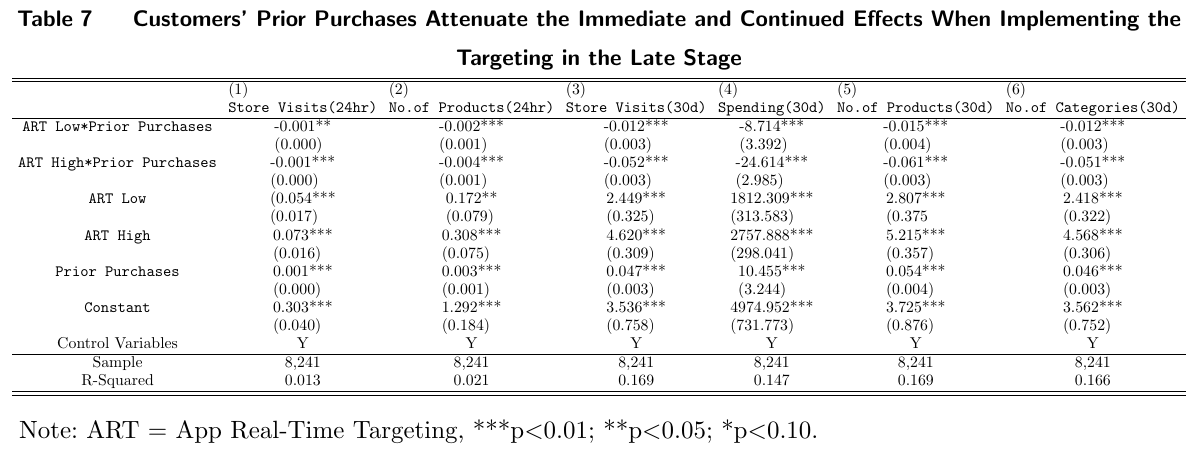 Table 7 Customers' Prior Purchases Attenuate the Immediate and Continued Effects When Implementing the
Targeting in the Late Stage
(1) (2) (3) (4) (5) (6)
Store Visits(24hr) No.of Products(24hr) Store Visits(30d) Spending(30d) No.of Products(30d) No.of Categories(30d)
ART Low*Prior Purchases -0.001** -0.002*** -0.012*** -8.714*** -0.015*** -0.012***
(0.000) (0.001) (0.003) (3.392) (0.004) (0.003)
ART High*Prior Purchases -0.001*** -0.004*** -0.052*** -24.614*** -0.061*** -0.051***
(0.000) (0.001) (0.003) (2.985) (0.003) (0.003)
ART Low (0.054*** 0.172** 2.449*** 1812.309*** 2.807*** 2.418***
(0.017) (0.079) (0.325) (313.583) (0.375 (0.322)
ART High 0.073*** 0.308*** 4.620*** 2757.888*** 5.215*** 4.568***
(0.016) (0.075) (0.309) (298.041) (0.357) (0.306)
Prior Purchases 0.001*** 0.003*** 0.047*** 10.455*** 0.054*** 0.046***
(0.000) (0.001) (0.003) (3.244) (0.004) (0.003)
Constant 0.303*** 1.292*** 3.536*** 4974.952*** 3.725*** 3.562***
(0.040) (0.184) (0.758) (731.773) (0.876) (0.752)
Control Variables Y Y Y Y Y Y
Sample 8,241 8,241 8,241 8,241 8,241 8,241
R-Squared 0.013 0.021 0.169 0.147 0.169 0.166
Note: ART = App Real-Time Targeting, ***p<0.01; **p<0.05; *p<0.10.